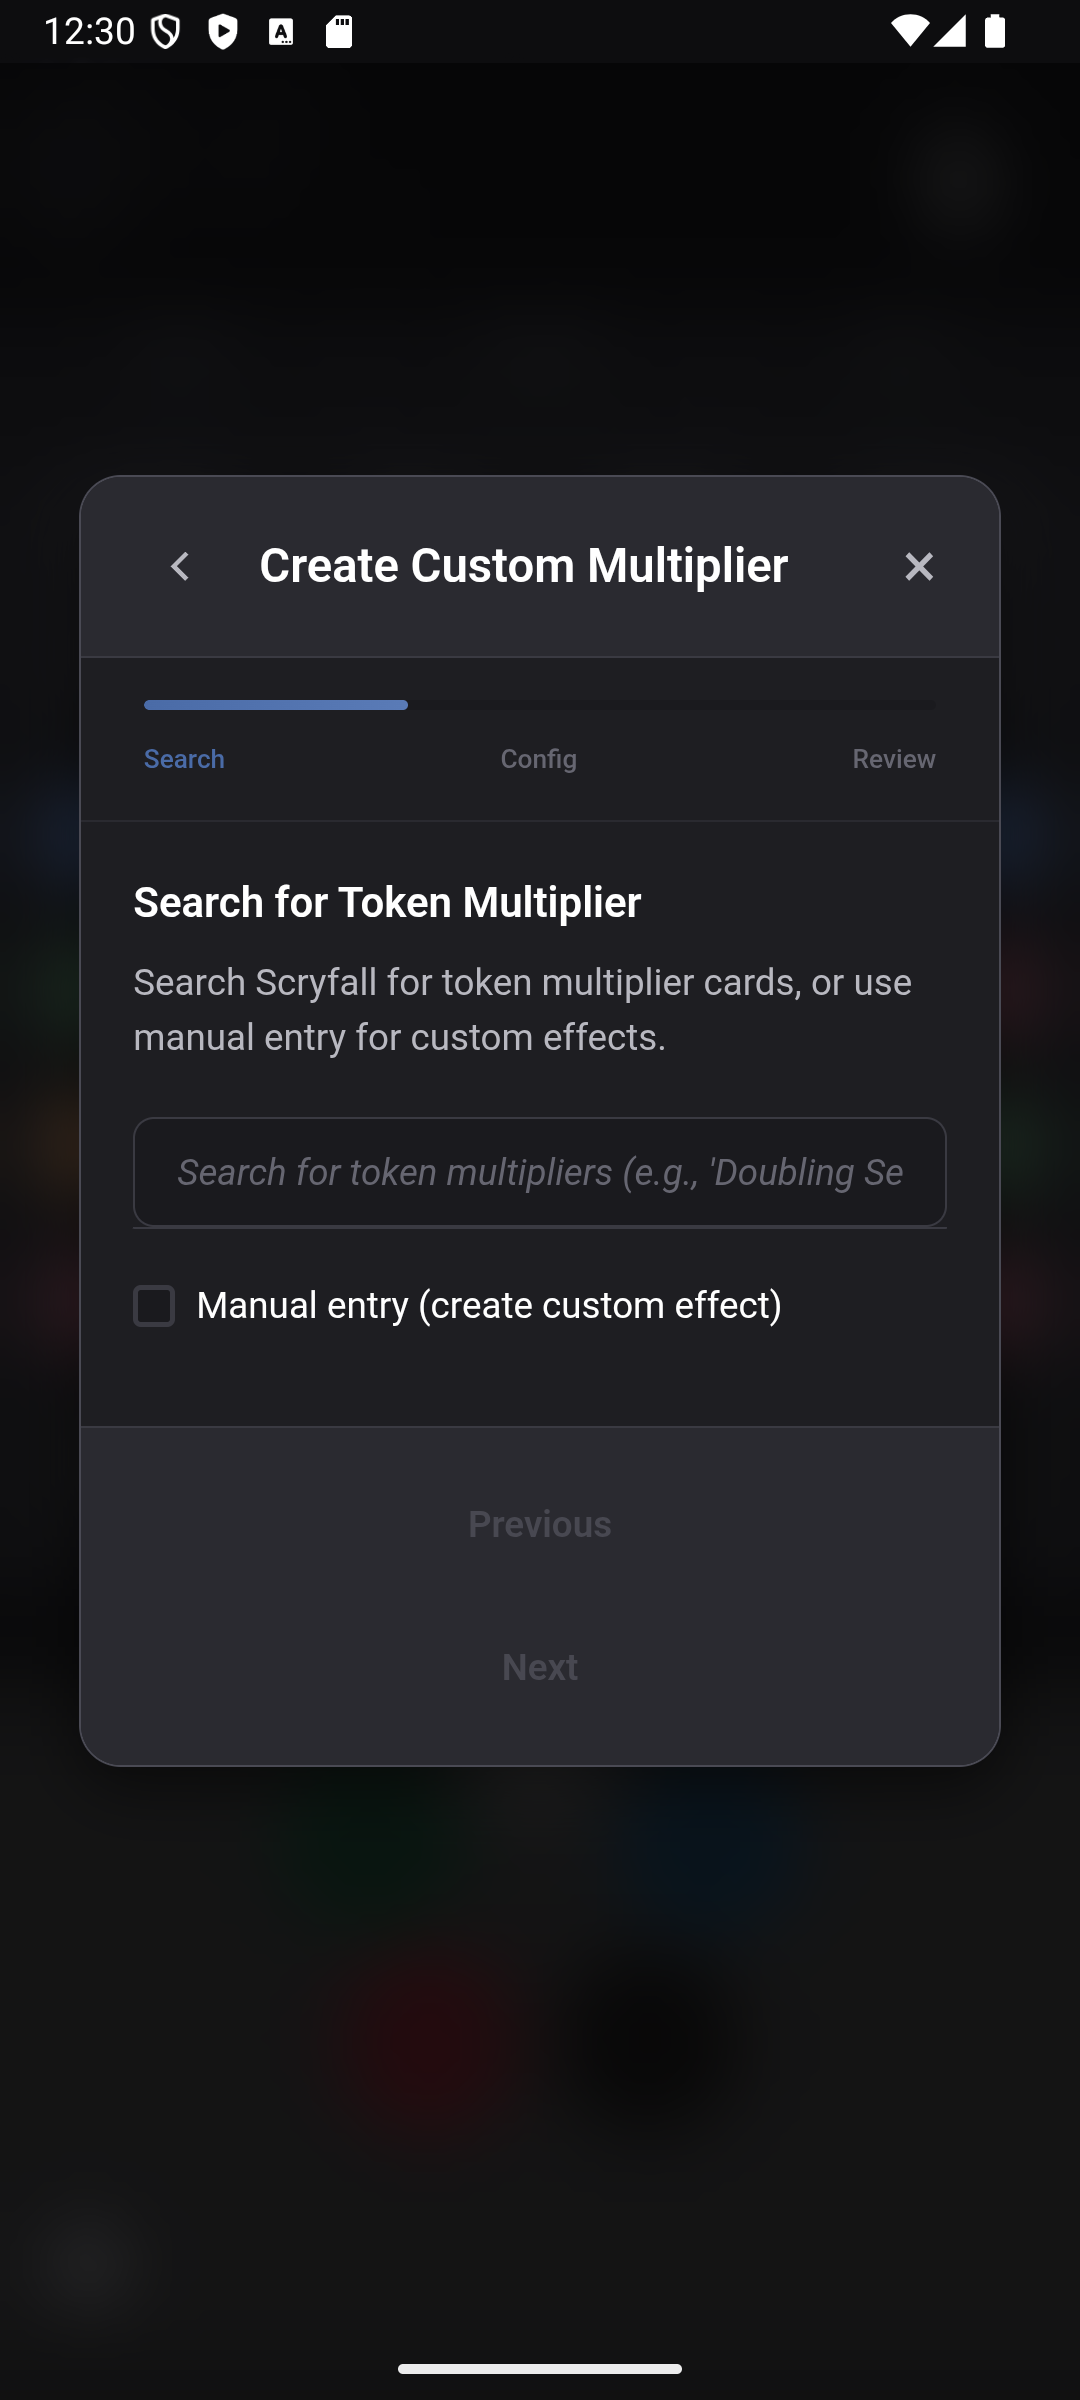 12:30
Create Custom Multiplier
Search Config Review
Search for Token Multiplier
Search Scryfall for token multiplier cards, or use
manual entry for custom effects.
Search for token multipliers (e.g., 'Doubling Se
Manual entry (create custom effect)
Previous
Next